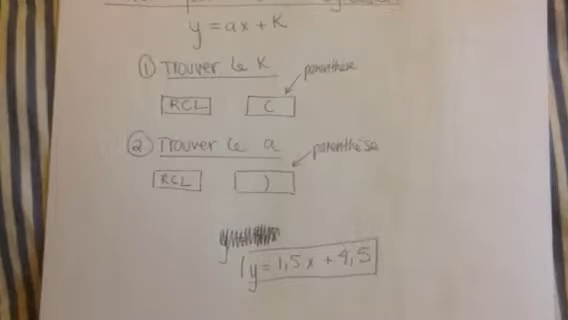 y = ax + K
① Trouver le K
parenthèse
RCL (
② Trouver le a
parenthèse
RCL )
y = 1,5x + 4,5